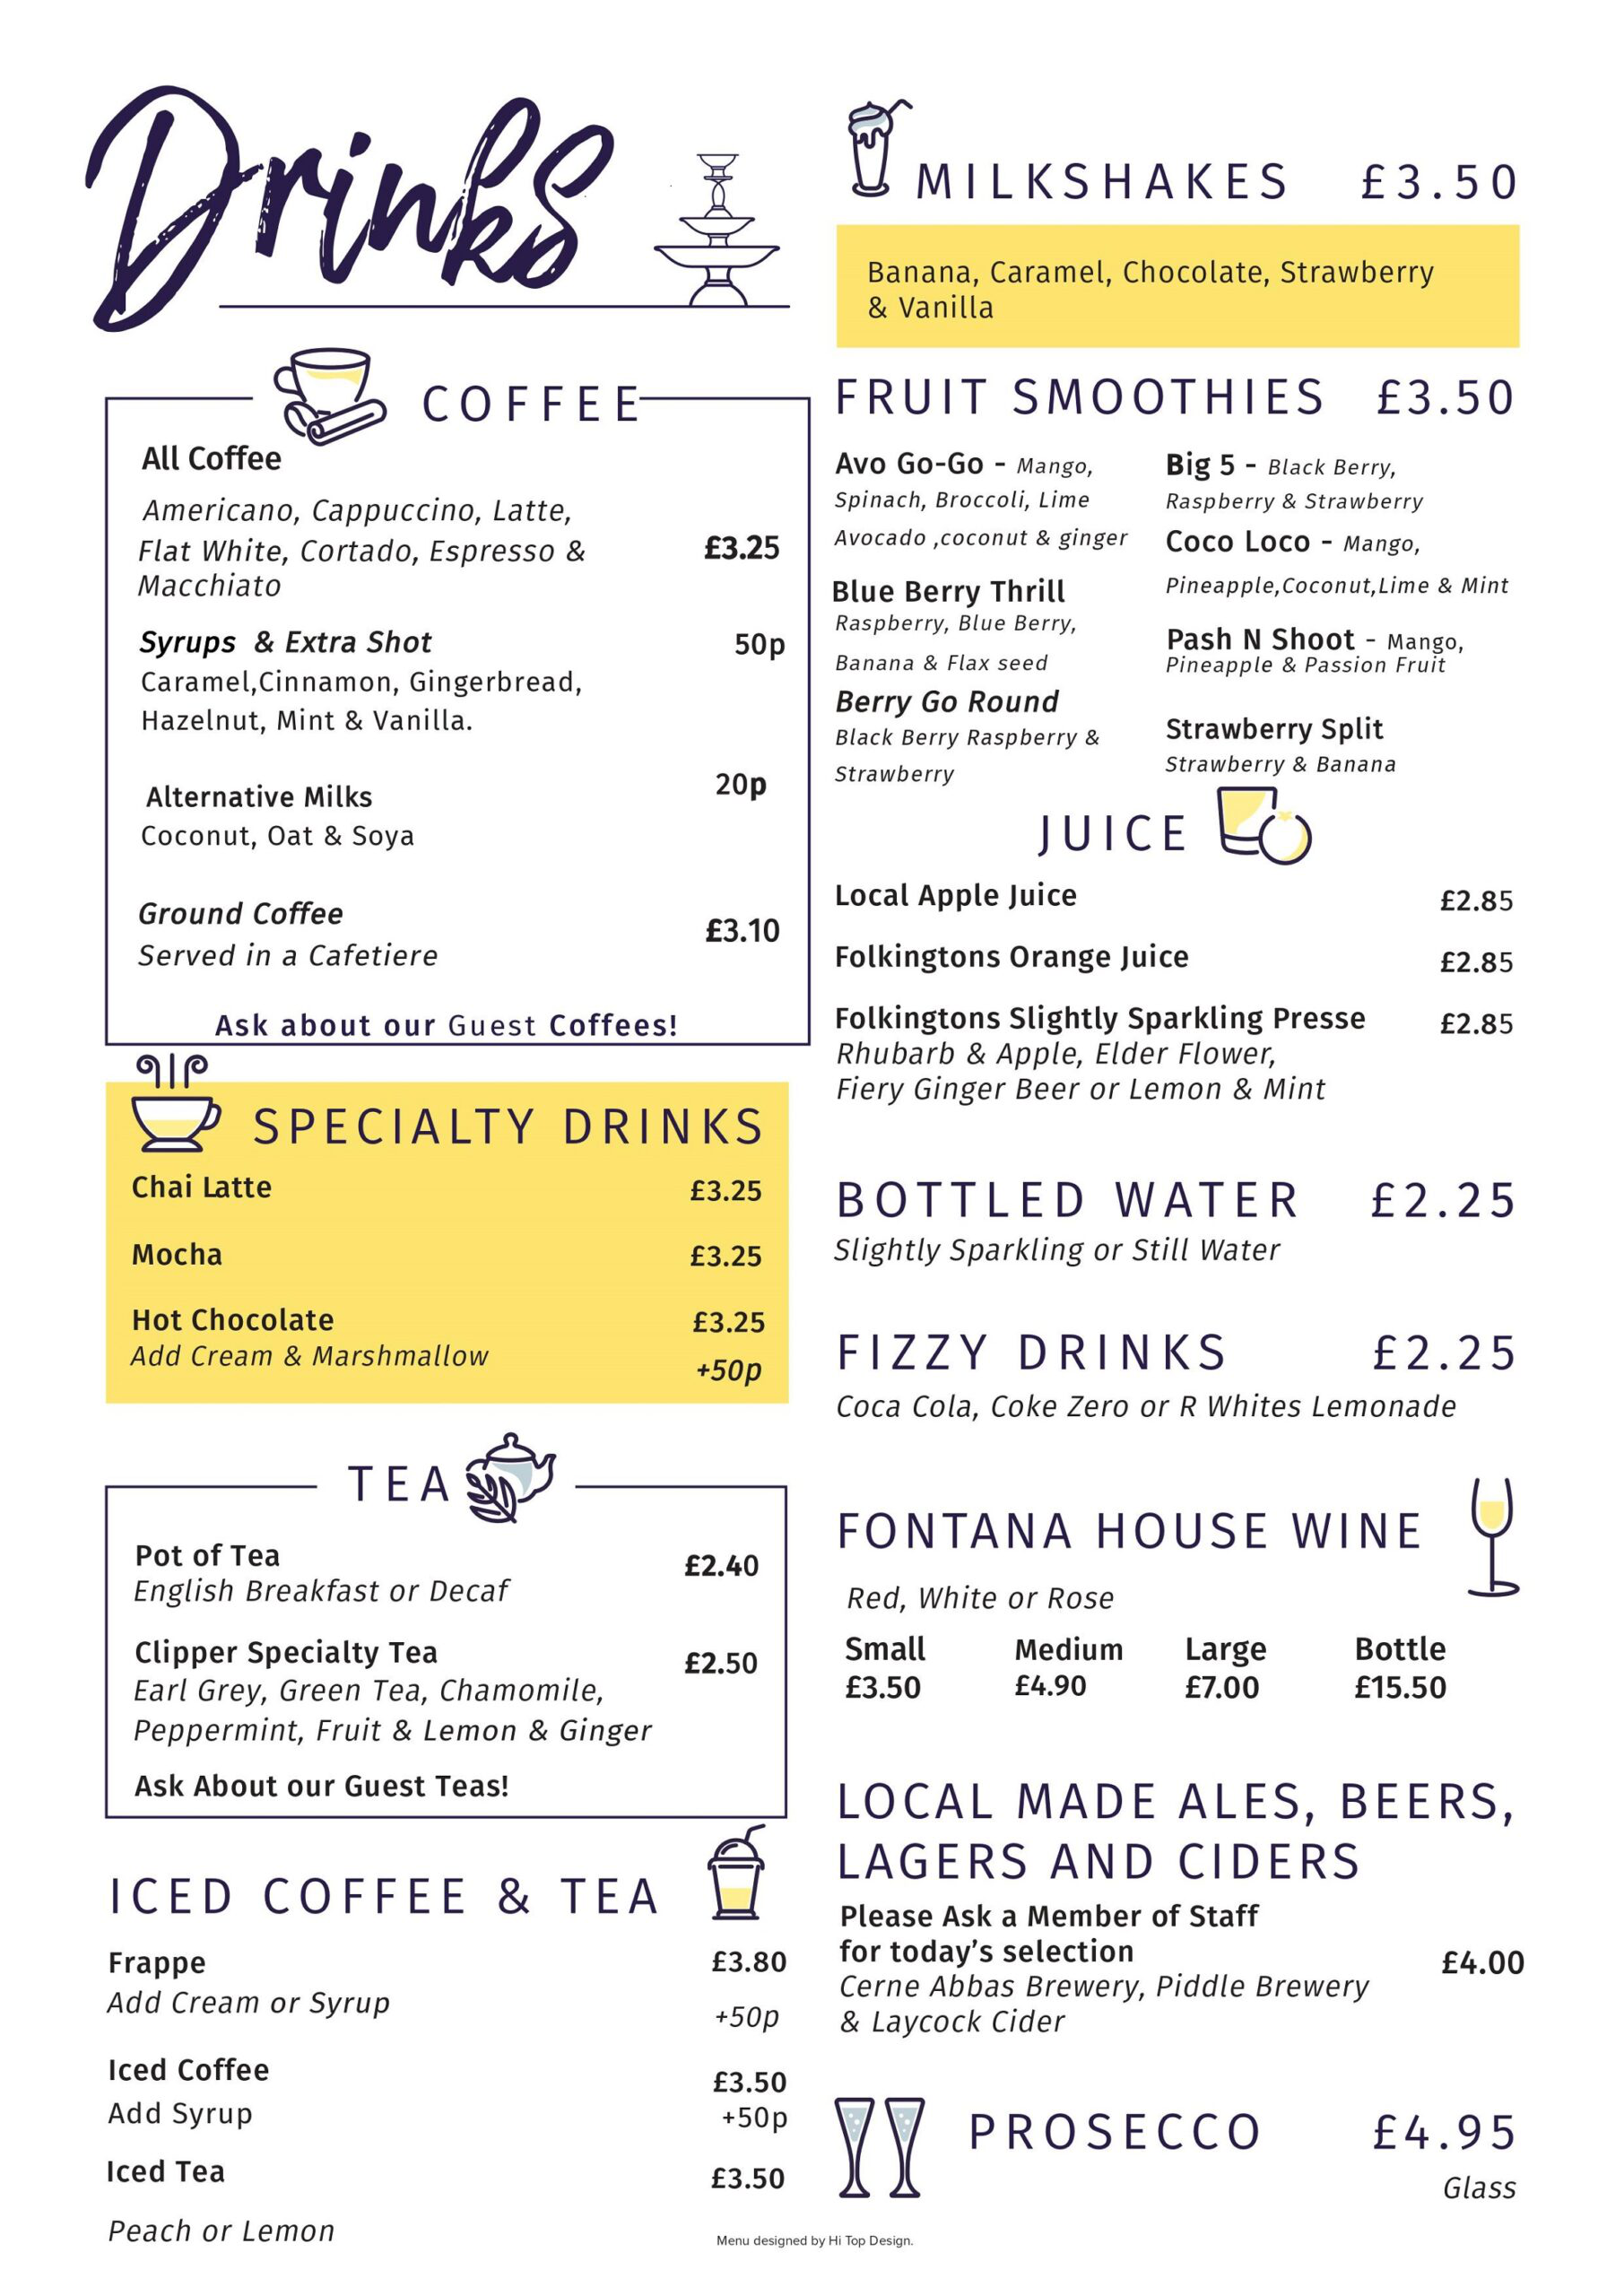 Drinks
COFFEE
All Coffee
Americano, Cappuccino, Latte,
Flat White, Cortado, Espresso &
Macchiato
£3.25
Syrups & Extra Shot 50p
Caramel,Cinnamon, Gingerbread,
Hazelnut, Mint & Vanilla.
Alternative Milks 20p
Coconut, Oat & Soya
Ground Coffee £3.10
Served in a Cafetiere
Ask about our Guest Coffees!
SPECIALTY DRINKS
Chai Latte £3.25
Mocha £3.25
Hot Chocolate £3.25
Add Cream & Marshmallow +50p
TEA
Pot of Tea £2.40
English Breakfast or Decaf
Clipper Specialty Tea £2.50
Earl Grey, Green Tea, Chamomile,
Peppermint, Fruit & Lemon & Ginger
Ask About our Guest Teas!
ICED COFFEE & TEA
Frappe £3.80
Add Cream or Syrup +50p
Iced Coffee £3.50
Add Syrup +50p
Iced Tea £3.50
Peach or Lemon
MILKSHAKES £3.50
Banana, Caramel, Chocolate, Strawberry
& Vanilla
FRUIT SMOOTHIES £3.50
Avo Go-Go - Mango,
Spinach, Broccoli, Lime
Avocado ,coconut & ginger
Blue Berry Thrill
Raspberry, Blue Berry,
Banana & Flax seed
Berry Go Round
Black Berry Raspberry &
Strawberry
Big 5 - Black Berry,
Raspberry & Strawberry
Coco Loco - Mango,
Pineapple,Coconut,Lime & Mint
Pash N Shoot - Mango,
Pineapple & Passion Fruit
Strawberry Split
Strawberry & Banana
JUICE
Local Apple Juice £2.85
Folkingtons Orange Juice £2.85
Folkingtons Slightly Sparkling Presse £2.85
Rhubarb & Apple, Elder Flower,
Fiery Ginger Beer or Lemon & Mint
BOTTLED WATER £2.25
Slightly Sparkling or Still Water
FIZZY DRINKS £2.25
Coca Cola, Coke Zero or R Whites Lemonade
FONTANA HOUSE WINE
Red, White or Rose
Small Medium Large Bottle
£3.50 £4.90 £7.00 £15.50
LOCAL MADE ALES, BEERS,
LAGERS AND CIDERS
Please Ask a Member of Staff
for today's selection £4.00
Cerne Abbas Brewery, Piddle Brewery
& Laycock Cider
PROSECCO £4.95
Glass
Menu designed by Hi Top Design.